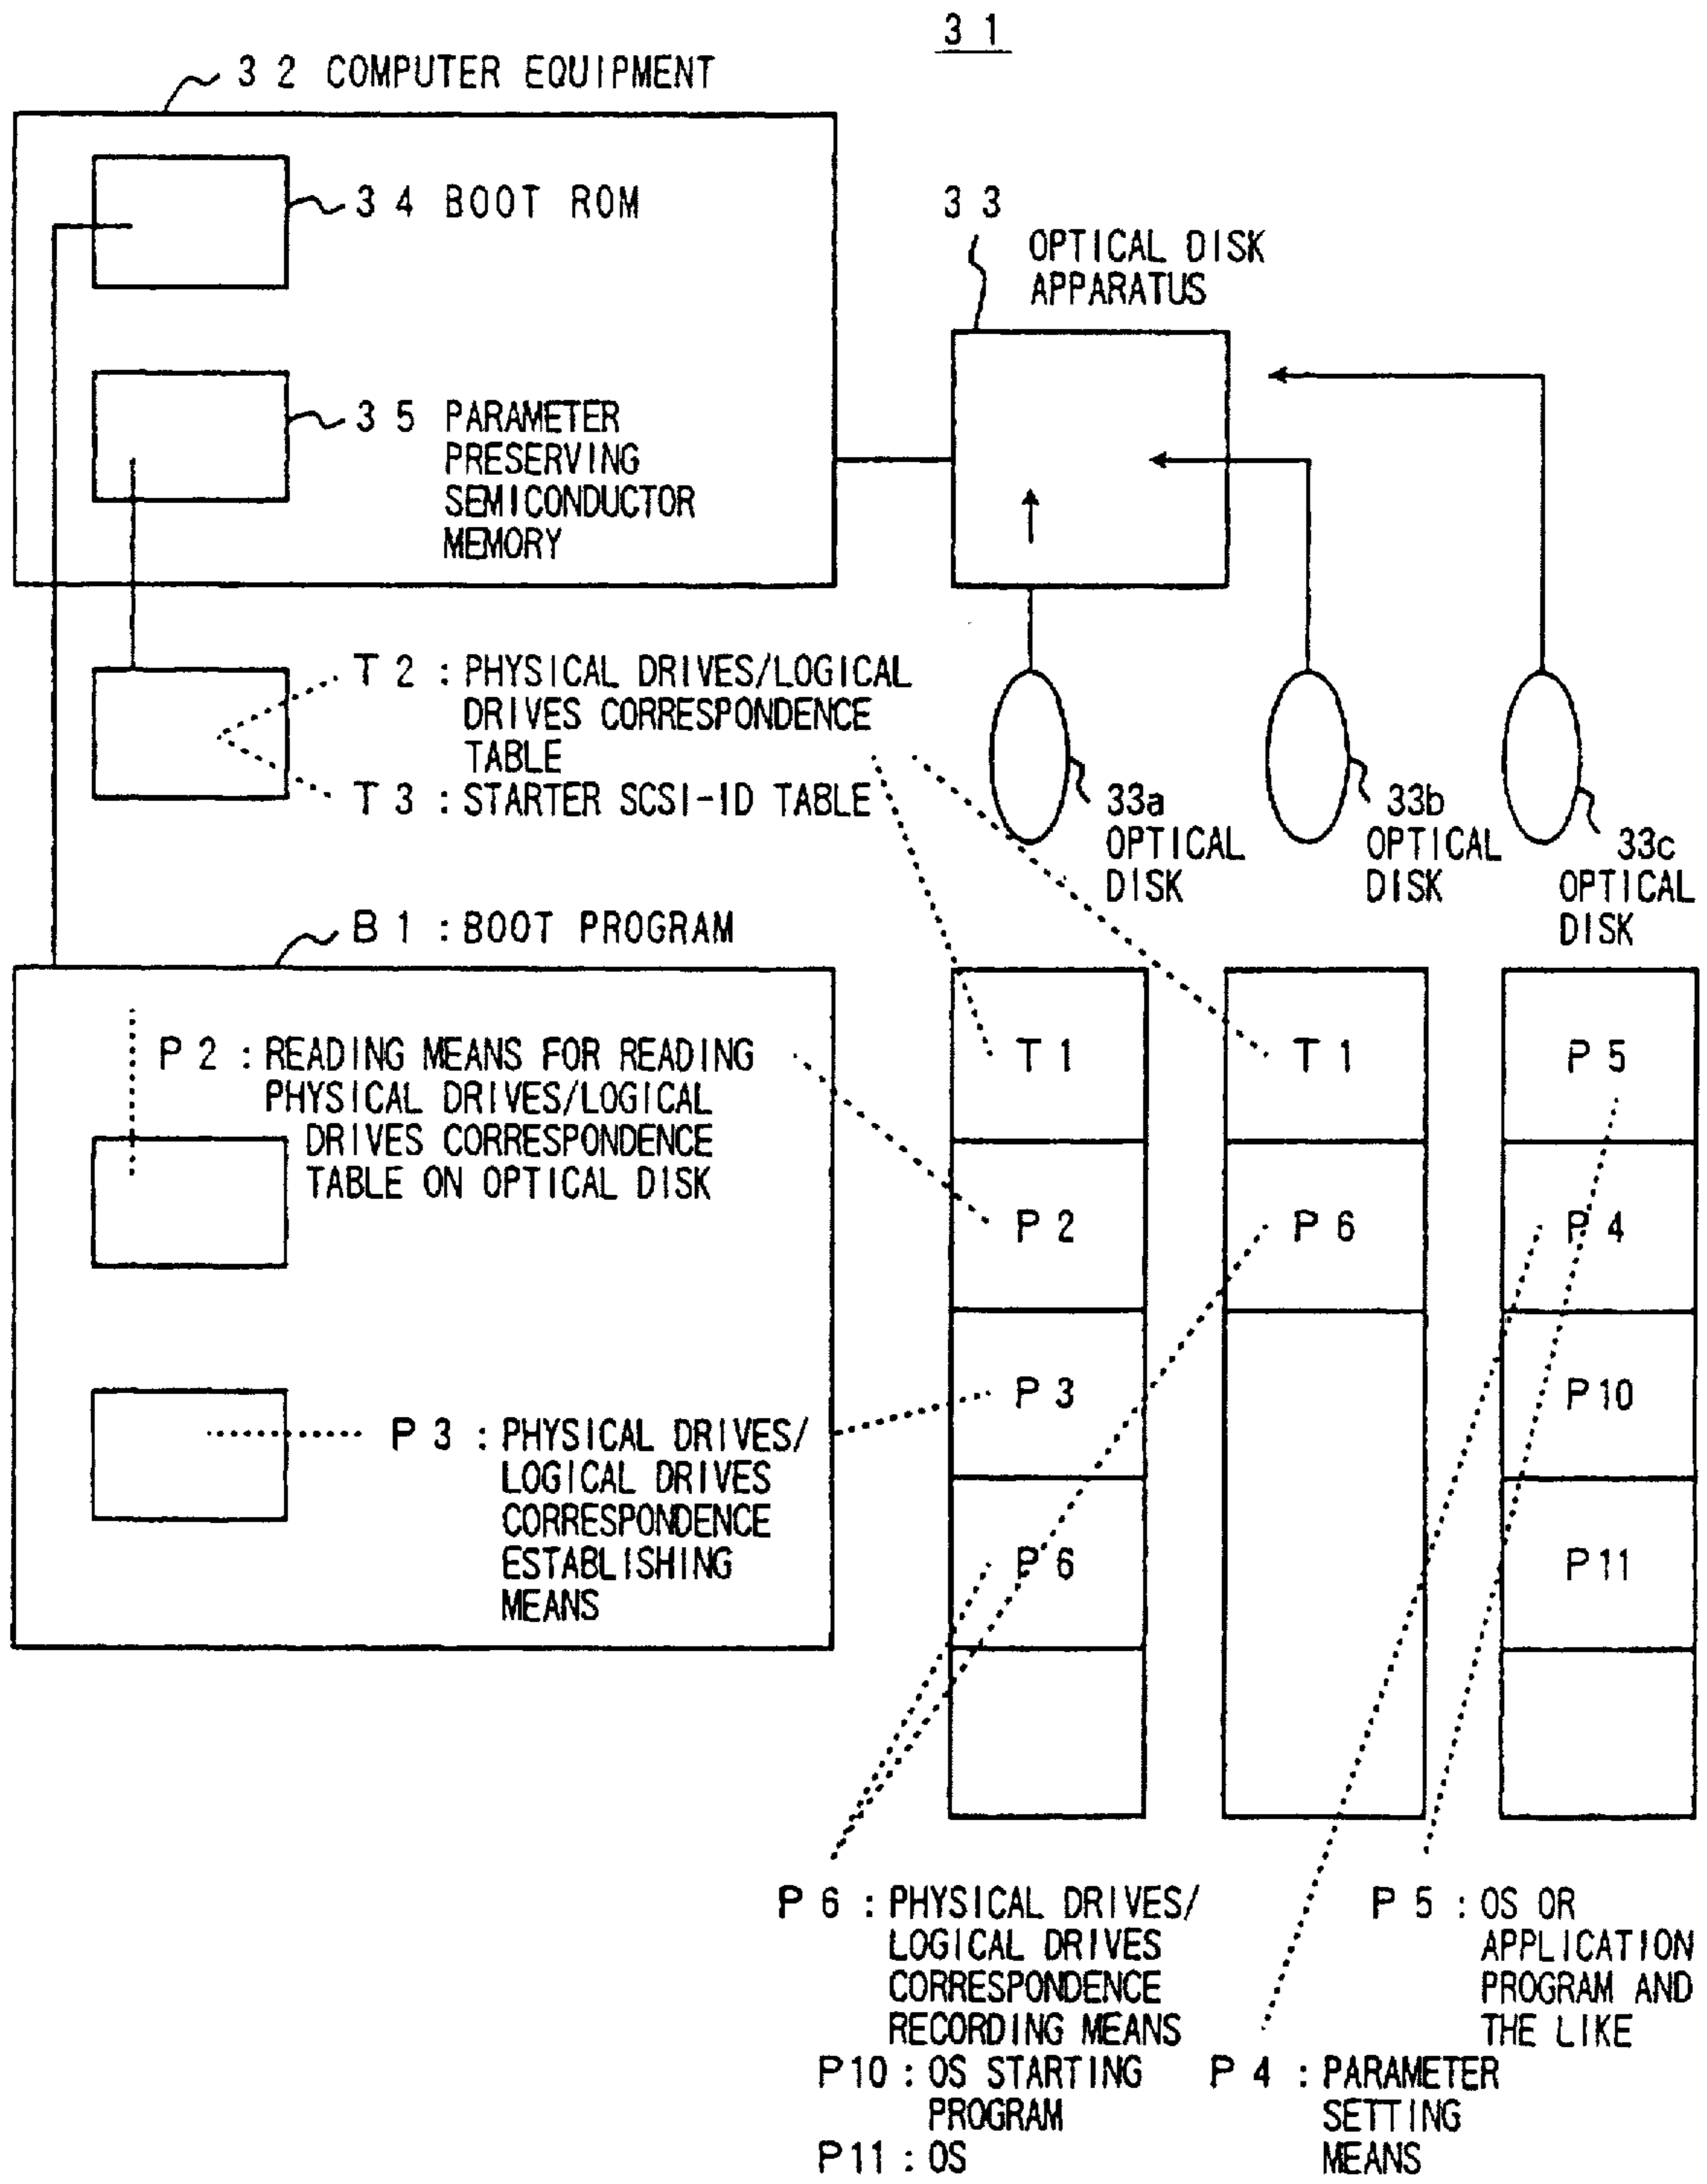 31
32 COMPUTER EQUIPMENT
34 BOOT ROM
35 PARAMETER
PRESERVING
SEMICONDUCTOR
MEMORY
33
OPTICAL DISK
APPARATUS
T2 : PHYSICAL DRIVES/LOGICAL
DRIVES CORRESPONDENCE
TABLE
T3 : STARTER SCSI-ID TABLE
33a
OPTICAL
DISK
33b
OPTICAL
DISK
33c
OPTICAL
DISK
B1 : BOOT PROGRAM
P2 : READING MEANS FOR READING
PHYSICAL DRIVES/LOGICAL
DRIVES CORRESPONDENCE
TABLE ON OPTICAL DISK
P3 : PHYSICAL DRIVES/
LOGICAL DRIVES
CORRESPONDENCE
ESTABLISHING
MEANS
T1
P2
P3
P6
T1
P6
P5
P4
P10
P11
P6 : PHYSICAL DRIVES/
LOGICAL DRIVES
CORRESPONDENCE
RECORDING MEANS
P10 : OS STARTING
PROGRAM
P11 : OS
P5 : OS OR
APPLICATION
PROGRAM AND
THE LIKE
P4 : PARAMETER
SETTING
MEANS